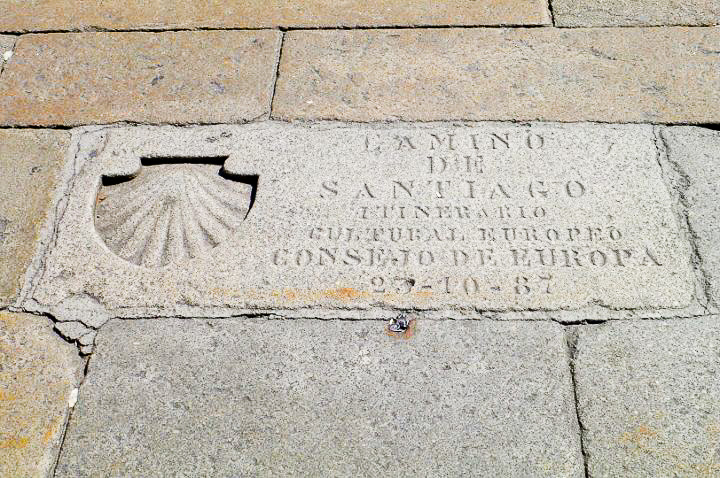 CAMINO
DE
SANTIAGO
ITINERARIO
CULTURAL EUROPEO
CONSEJO DE EUROPA
23-10-87